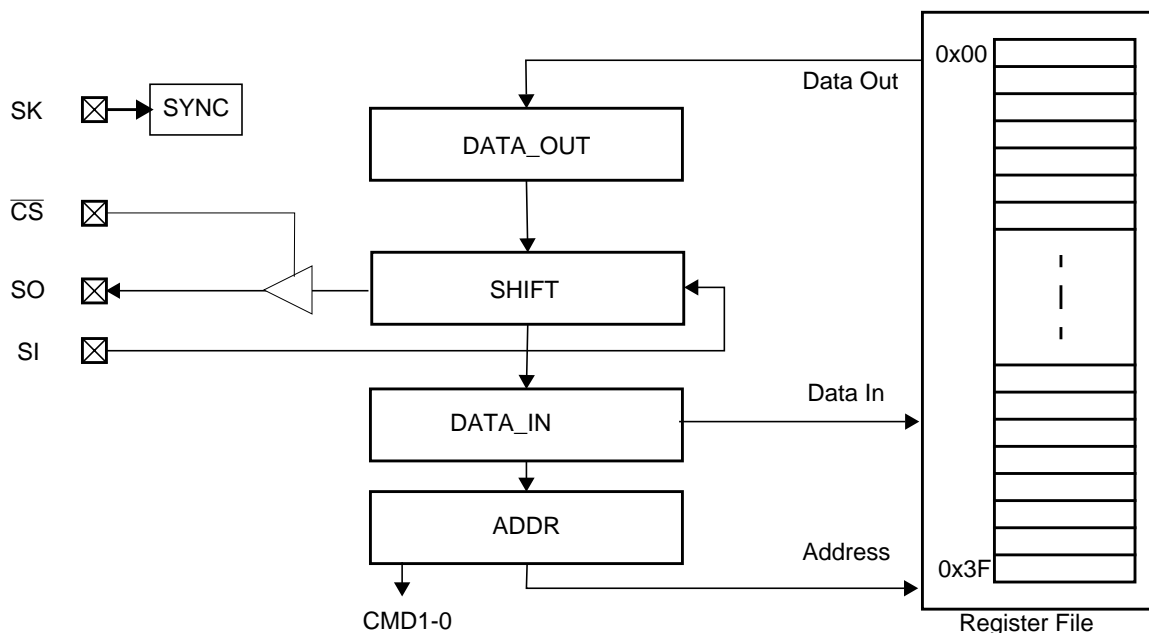 0x00
Data Out
SK
SYNC
DATA_OUT
CS
SO
SHIFT
SI
Data In
DATA_IN
ADDR
Address
0x3F
CMD1-0
Register File